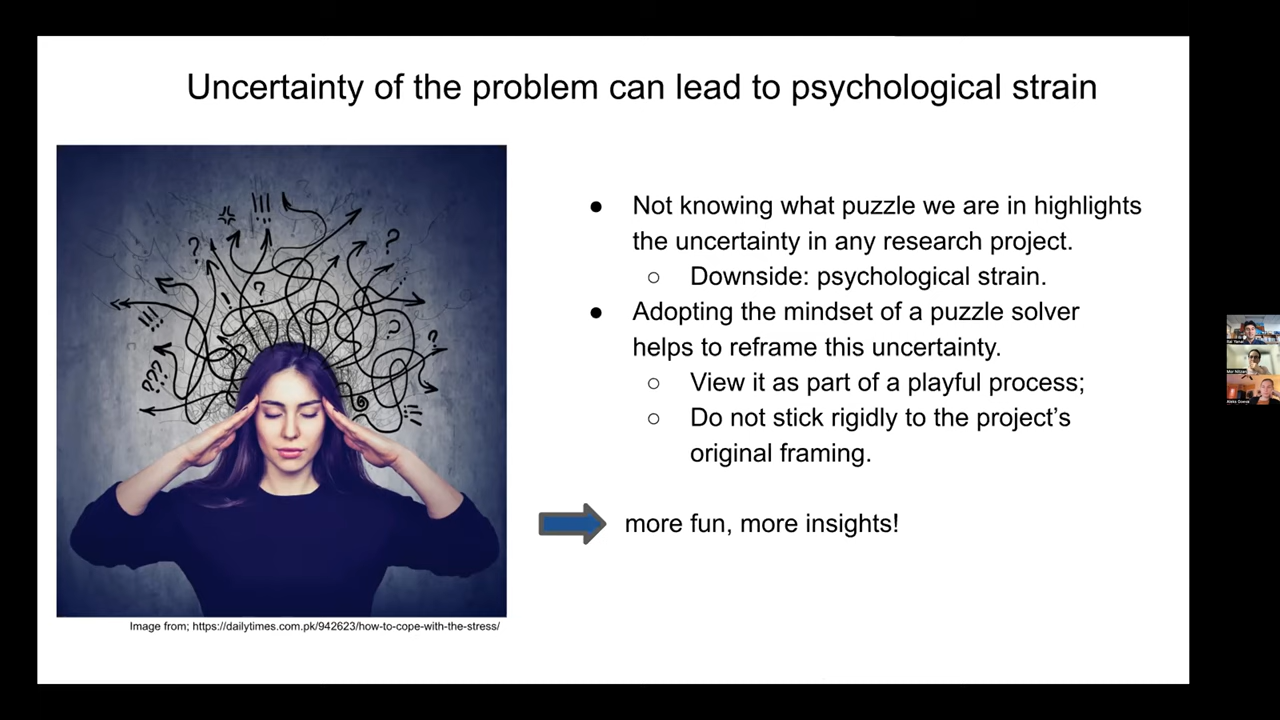 Uncertainty of the problem can lead to psychological strain
● Not knowing what puzzle we are in highlights
the uncertainty in any research project.
○ Downside: psychological strain.
● Adopting the mindset of a puzzle solver
helps to reframe this uncertainty.
○ View it as part of a playful process;
○ Do not stick rigidly to the project’s
original framing.
more fun, more insights!
Image from; https://dailytimes.com.pk/942623/how-to-cope-with-the-stress/